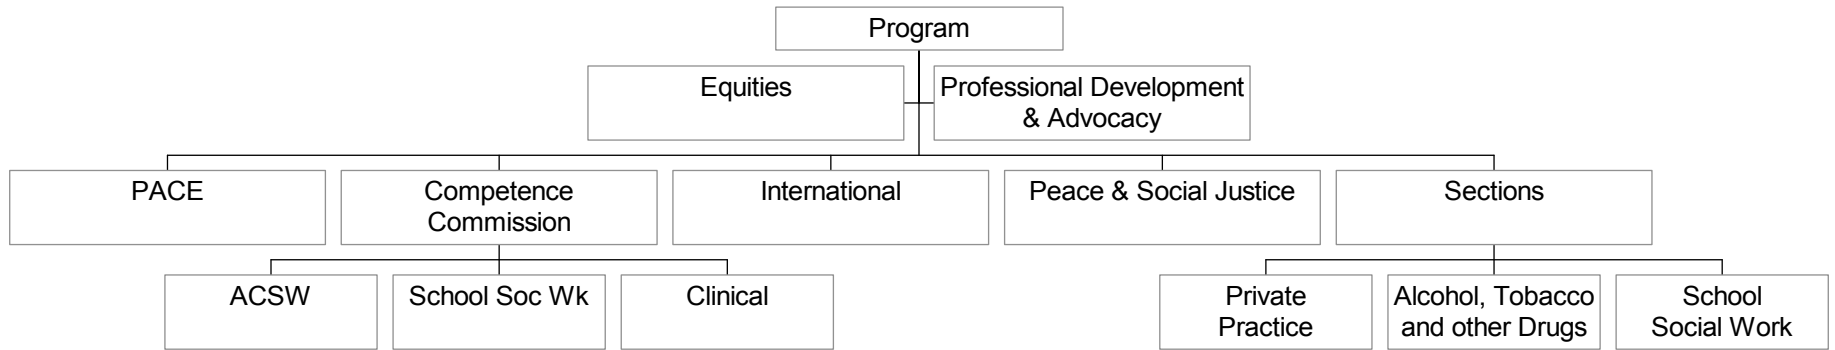 Program
Equities
Professional Development
& Advocacy
PACE
Competence
Commission
International
Peace & Social Justice
Sections
ACSW
School Soc Wk
Clinical
Private
Practice
Alcohol, Tobacco
and other Drugs
School
Social Work